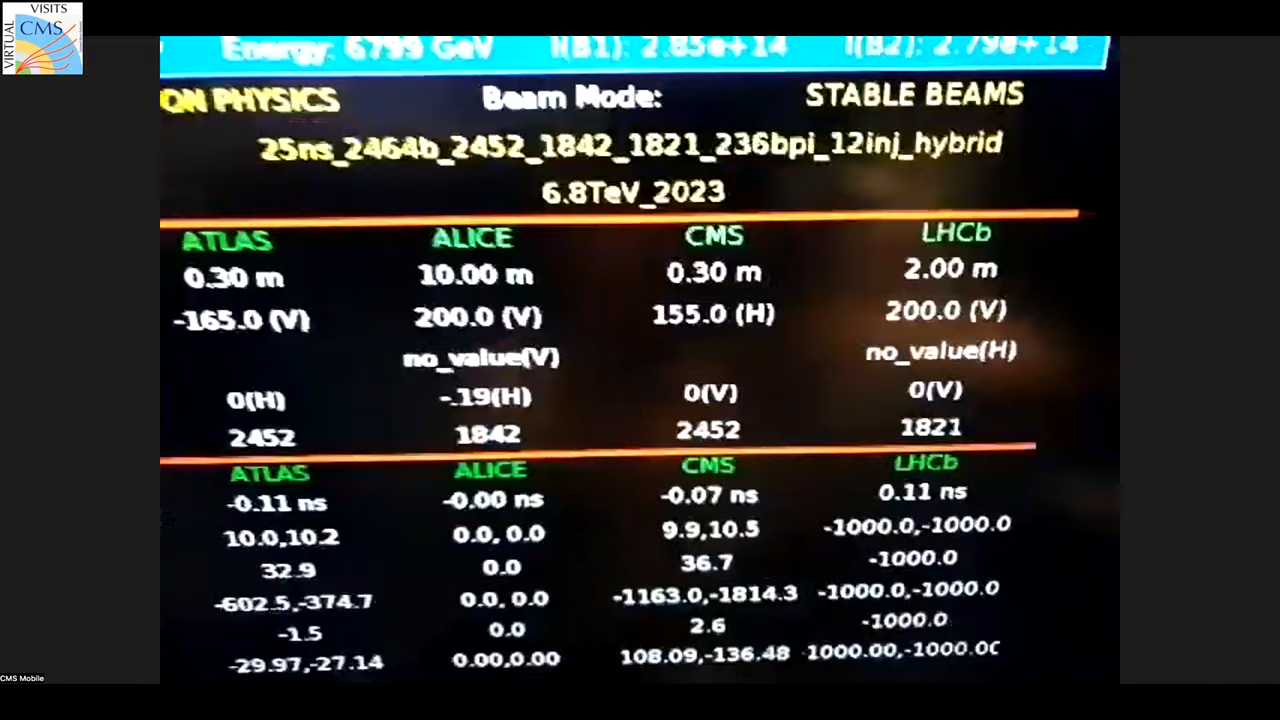 VISITS
VIRTUAL
CMS
Energy: 6799 GeV I(B1): 2.85e+14 I(B2): 2.79e+14
ON PHYSICS Beam Mode: STABLE BEAMS
25ns_2464b_2452_1842_1821_236bpi_12inj_hybrid
6.8TeV_2023
ATLAS ALICE CMS LHCb
0.30 m 10.00 m 0.30 m 2.00 m
-165.0 (V) 200.0 (V) 155.0 (H) 200.0 (V)
no_value(V) no_value(H)
0(H) -.19(H) 0(V) 0(V)
2452 1842 2452 1821
ATLAS ALICE CMS LHCb
-0.11 ns -0.00 ns -0.07 ns 0.11 ns
10.0,10.2 0.0, 0.0 9.9,10.5 -1000.0,-1000.0
32.9 0.0 36.7 -1000.0
-602.5,-374.7 0.0, 0.0 -1163.0,-1814.3 -1000.0,-1000.0
-1.5 0.0 2.6 -1000.0
-29.97,-27.14 0.00,0.00 108.09,-136.48 1000.00,-1000.00
CMS Mobile